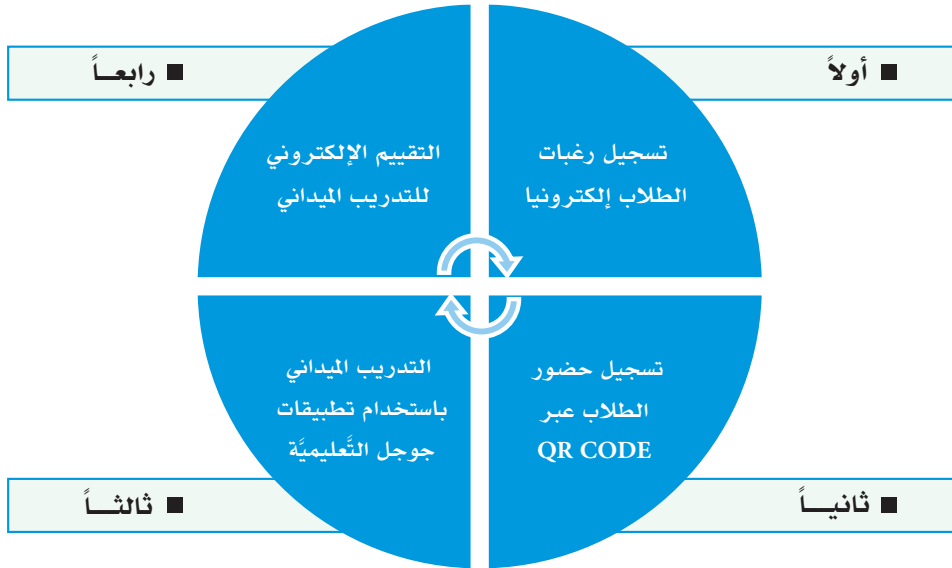 ■ أولاً
تسجيل رغبات
الطلاب إلكترونيا
■ ثانيــاً
تسجيل حضور
الطلاب عبر
QR CODE
■ ثالثــاً
التدريب الميداني
باستخدام تطبيقات
جوجل التَّعليميَّة
■ رابعــاً
التقييم الإلكتروني
للتدريب الميداني